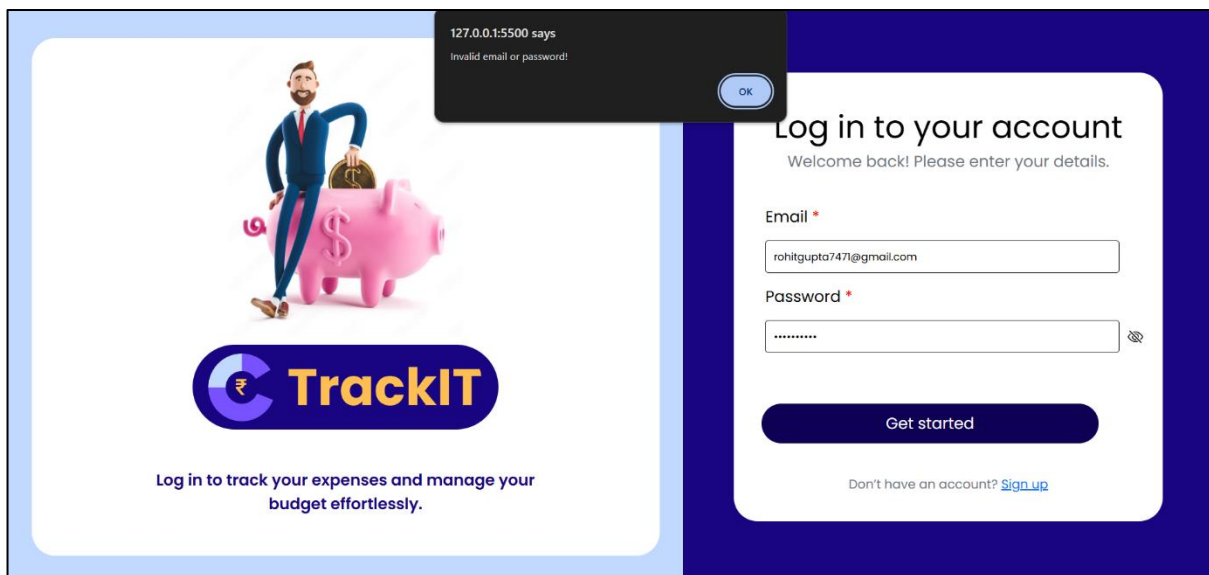 127.0.0.1:5500 says
Invalid email or password!
OK
₹ TrackIT
Log in to track your expenses and manage your
budget effortlessly.
Log in to your account
Welcome back! Please enter your details.
Email *
rohitgupta7471@gmail.com
Password *
••••••••••
Get started
Don't have an account? Sign up